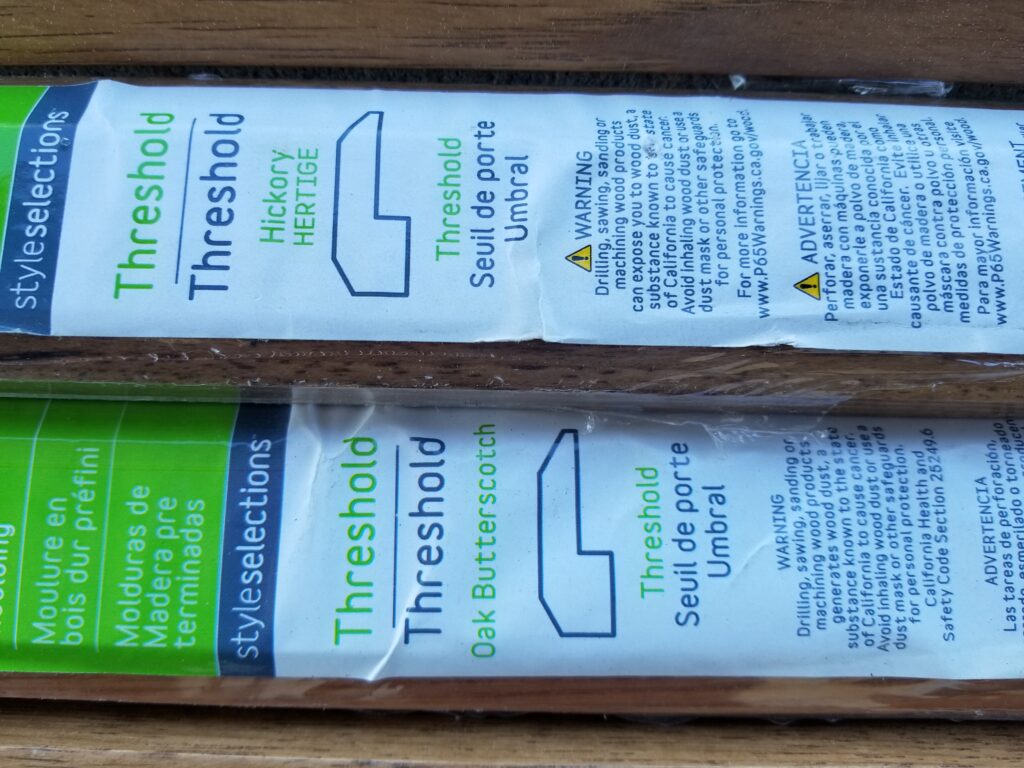 styleselections
Threshold
Threshold
Hickory
HERTIGE
Threshold
Seuil de porte
Umbral
WARNING
Drilling, sawing, sanding or
machining wood products
can expose you to wood dust, a
substance known to the state
of California to cause cancer.
Avoid inhaling wood dust or use a
dust mask or other safeguards
for personal protection.
For more information go to
www.P65Warnings.ca.gov/wood.
ADVERTENCIA
Perforar, aserrar, lijar o trabajar
madera con máquinas pueden
exponerle a polvo de madera,
una sustancia conocida por el
Estado de California como
causante de cáncer. Evite inhalar
polvo de madera o utilice una
máscara contra polvo u otras
medidas de protección personal.
Para mayor información visite
www.P65Warnings.ca.gov/wood.
Moulure en
bois dur préfini
Molduras de
Madera pre
terminadas
styleselections
Threshold
Threshold
Oak Butterscotch
Threshold
Seuil de porte
Umbral
WARNING
Drilling, sawing, sanding or
machining wood products
generates wood dust, a
substance known to the state
of California to cause cancer.
Avoid inhaling wood dust or use a
dust mask or other safeguards
for personal protection.
California Health and
Safety Code Section 25249.6
ADVERTENCIA
Las tareas de perforación,